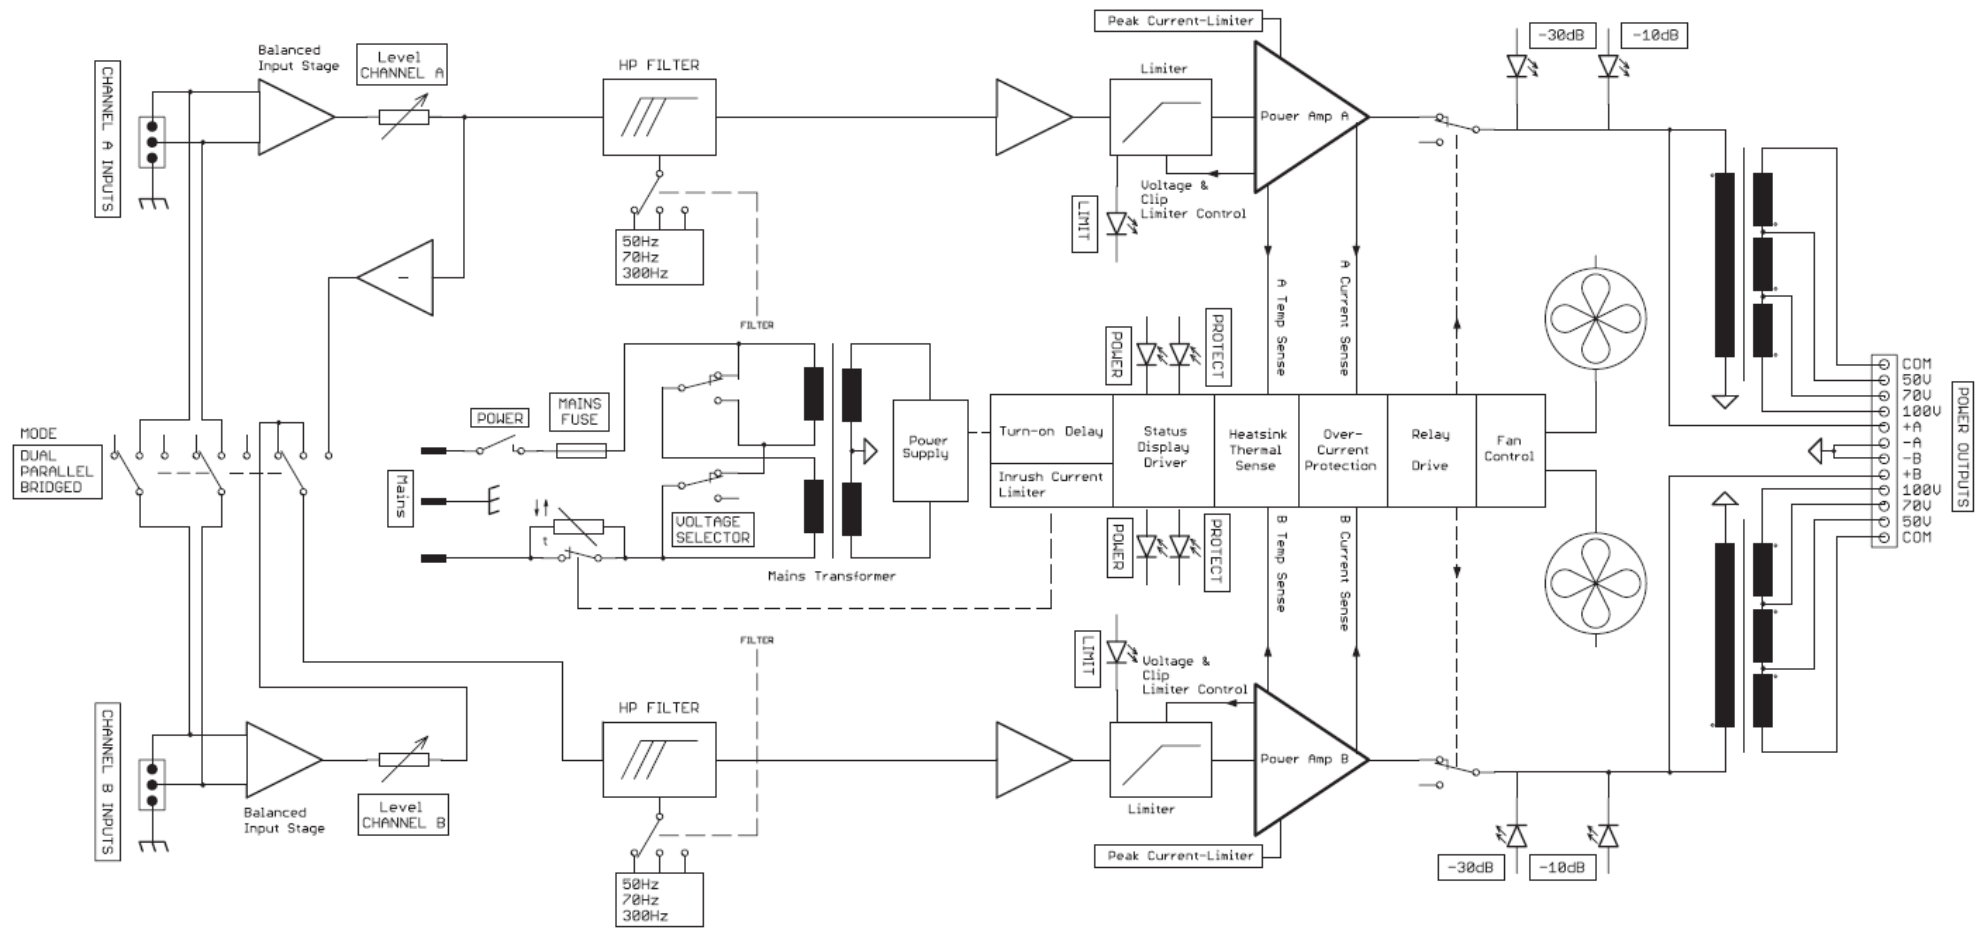 Peak Current-Limiter
-30dB
-10dB
CHANNEL A INPUTS
Balanced
Input Stage
Level
CHANNEL A
HP FILTER
Limiter
Power Amp A
50Hz
70Hz
300Hz
LIMIT
Voltage &
Clip
Limiter Control
A Temp Sense
A Current Sense
FILTER
POWER
PROTECT
MODE
DUAL
PARALLEL
BRIDGED
POWER
MAINS
FUSE
Mains
t
VOLTAGE
SELECTOR
Mains Transformer
Power
Supply
Turn-on Delay
Inrush Current
Limiter
Status
Display
Driver
Heatsink
Thermal
Sense
Over-
Current
Protection
Relay
Drive
Fan
Control
COM
50V
70V
100V
+A
-A
-B
+B
100V
70V
50V
COM
POWER OUTPUTS
POWER
PROTECT
B Temp Sense
B Current Sense
FILTER
LIMIT
Voltage &
Clip
Limiter Control
CHANNEL B INPUTS
Balanced
Input Stage
Level
CHANNEL B
HP FILTER
50Hz
70Hz
300Hz
Limiter
Power Amp B
Peak Current-Limiter
-30dB
-10dB